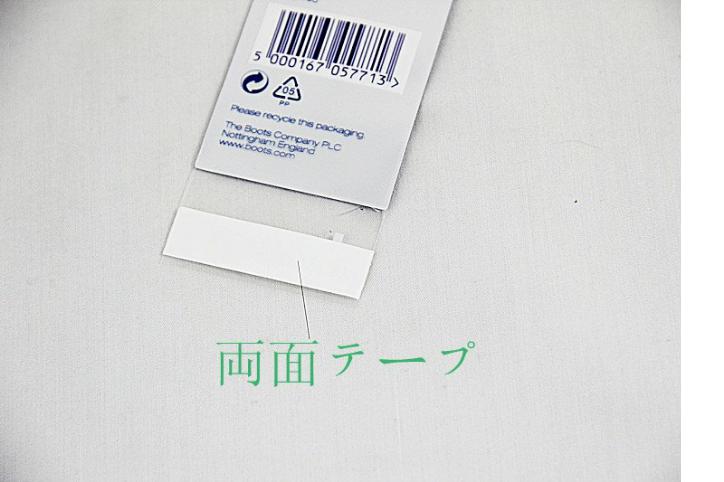 5 000167 057713 >
05
PP
Please recycle this packaging
The Boots Company PLC
Nottingham England
www.boots.com
両面テープ